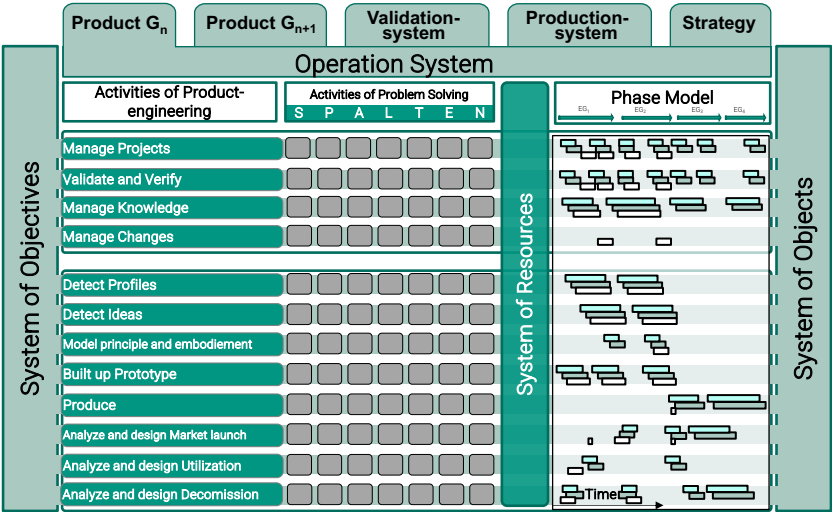 Product Gn
Product Gn+1
Validation-
system
Production-
system
Strategy
Operation System
System of Objectives
Activities of Product-
engineering
Activities of Problem Solving
S P A L T E N
System of Resources
Phase Model
EG1 EG2 EG3 EG4
System of Objects
Manage Projects
Validate and Verify
Manage Knowledge
Manage Changes
Detect Profiles
Detect Ideas
Model principle and embodiement
Built up Prototype
Produce
Analyze and design Market launch
Analyze and design Utilization
Analyze and design Decomission
Time